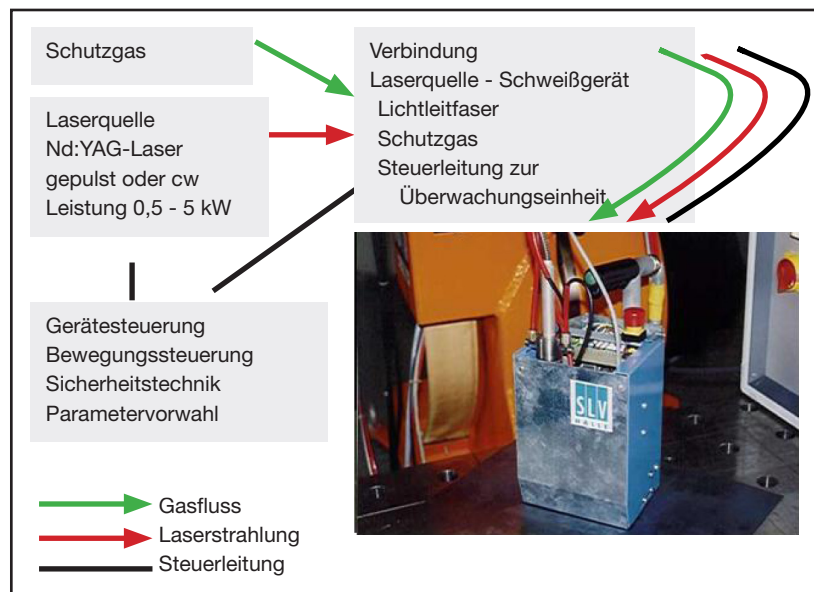 Schutzgas
Laserquelle
Nd:YAG-Laser
gepulst oder cw
Leistung 0,5 - 5 kW
Verbindung
Laserquelle - Schweißgerät
Lichtleitfaser
Schutzgas
Steuerleitung zur
Überwachungseinheit
Gerätesteuerung
Bewegungssteuerung
Sicherheitstechnik
Parametervorwahl
SLV
HALLE
Gasfluss
Laserstrahlung
Steuerleitung